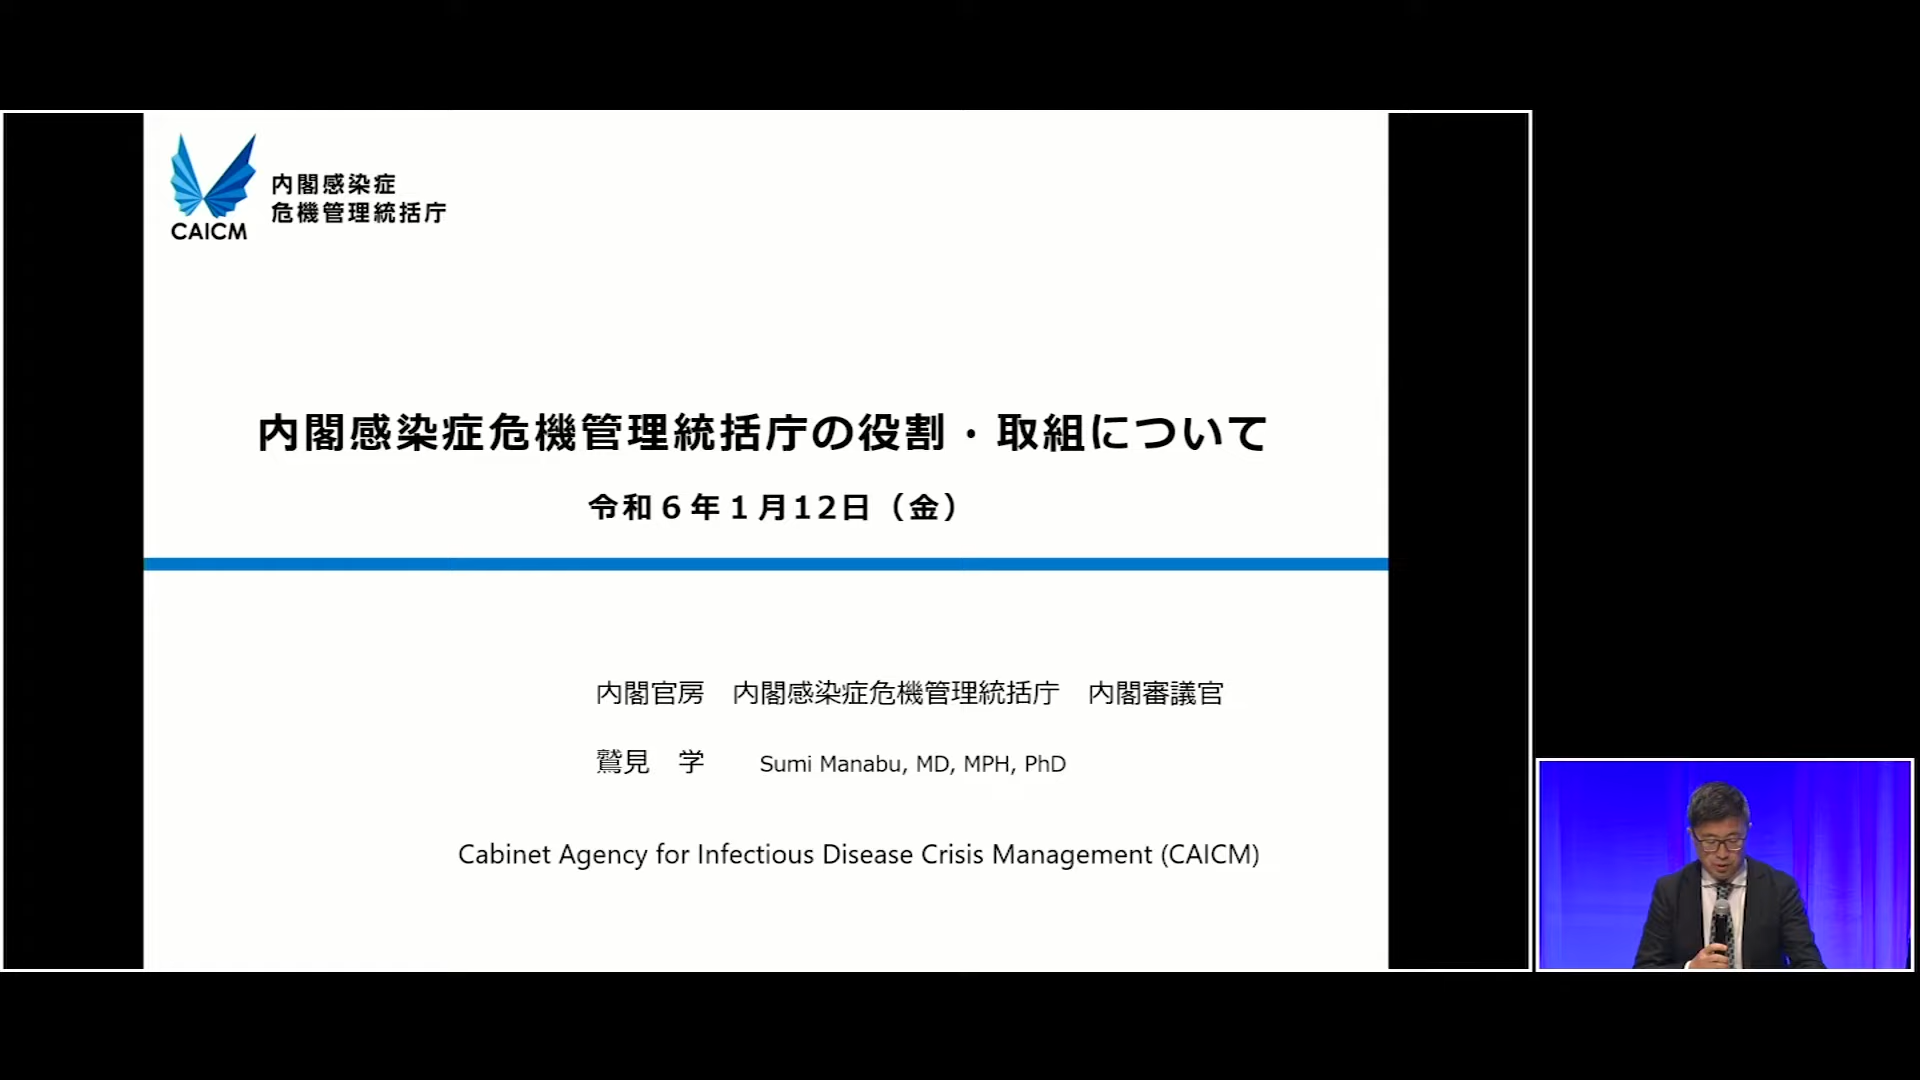 CAICM
内閣感染症
危機管理統括庁
内閣感染症危機管理統括庁の役割・取組について
令和６年１月12日（金）
内閣官房　内閣感染症危機管理統括庁　内閣審議官
鷲見　学　　Sumi Manabu, MD, MPH, PhD
Cabinet Agency for Infectious Disease Crisis Management (CAICM)